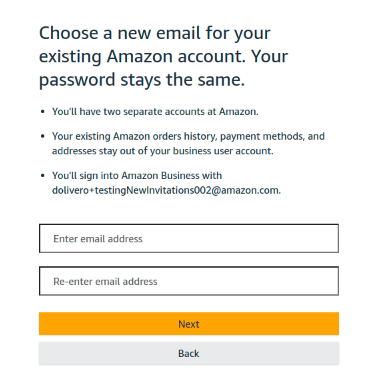 Choose a new email for your
existing Amazon account. Your
password stays the same.
• You'll have two separate accounts at Amazon.
• Your existing Amazon orders history, payment methods, and
addresses stay out of your business user account.
• You'll sign into Amazon Business with
dolivero+testingNewInvitations002@amazon.com.
Enter email address
Re-enter email address
Next
Back